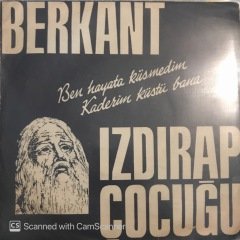 BERKANT
Ben hayata küsmedim
Kaderim küstü bana
IZDIRAP
ÇOCUĞU
CS Scanned with CamScanner